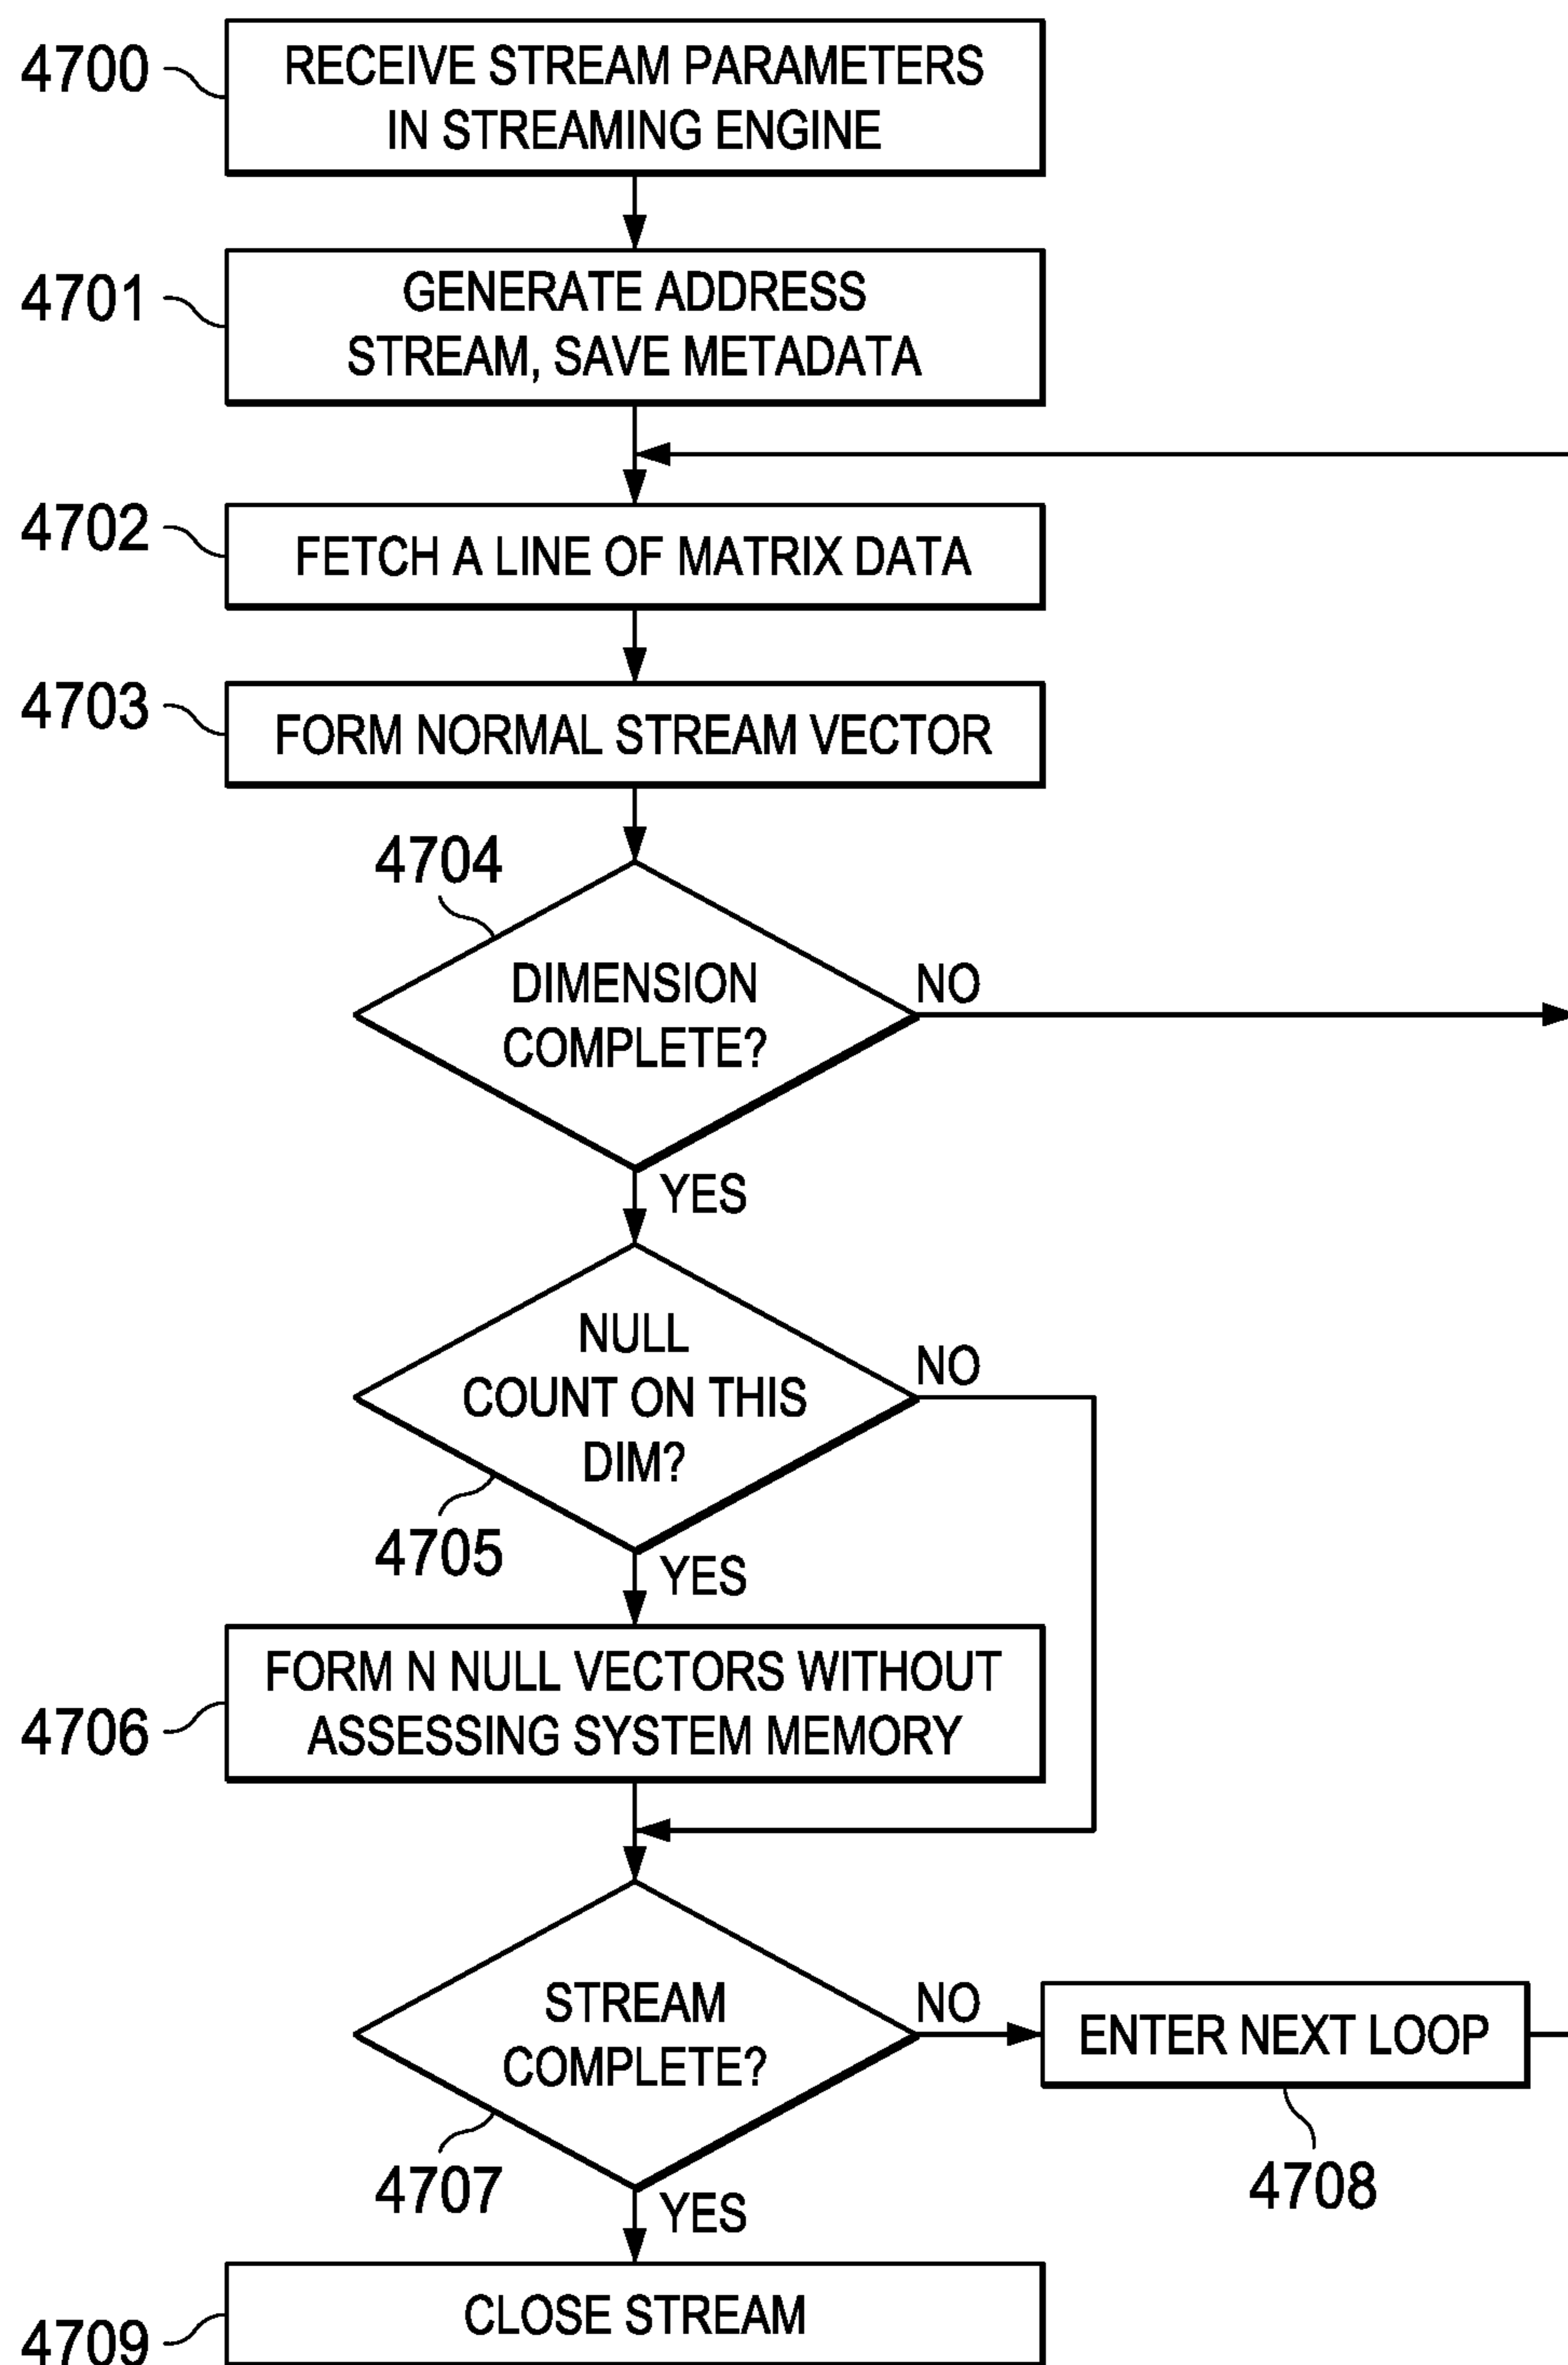 4700
RECEIVE STREAM PARAMETERS
IN STREAMING ENGINE
4701
GENERATE ADDRESS
STREAM, SAVE METADATA
4702
FETCH A LINE OF MATRIX DATA
4703
FORM NORMAL STREAM VECTOR
4704
DIMENSION
COMPLETE?
NO
YES
NULL
COUNT ON THIS
DIM?
NO
4705
YES
4706
FORM N NULL VECTORS WITHOUT
ASSESSING SYSTEM MEMORY
STREAM
COMPLETE?
NO
ENTER NEXT LOOP
4707
4708
YES
4709
CLOSE STREAM